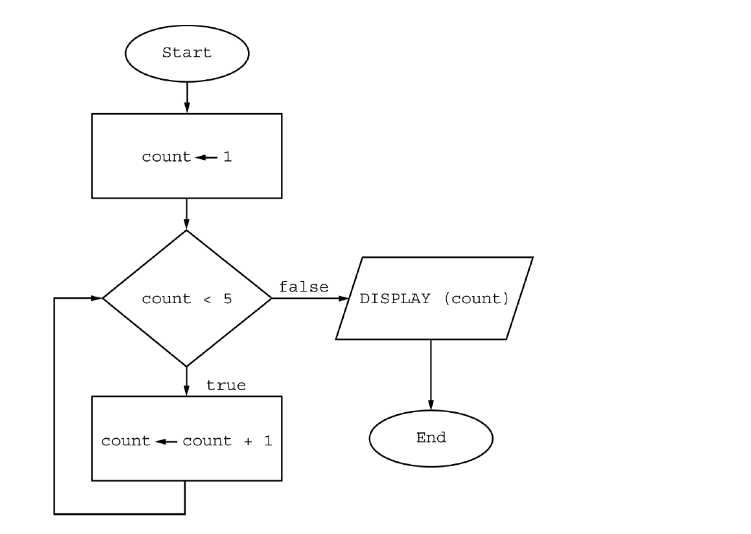 Start
count ← 1
count < 5
false
DISPLAY (count)
true
count ← count + 1
End